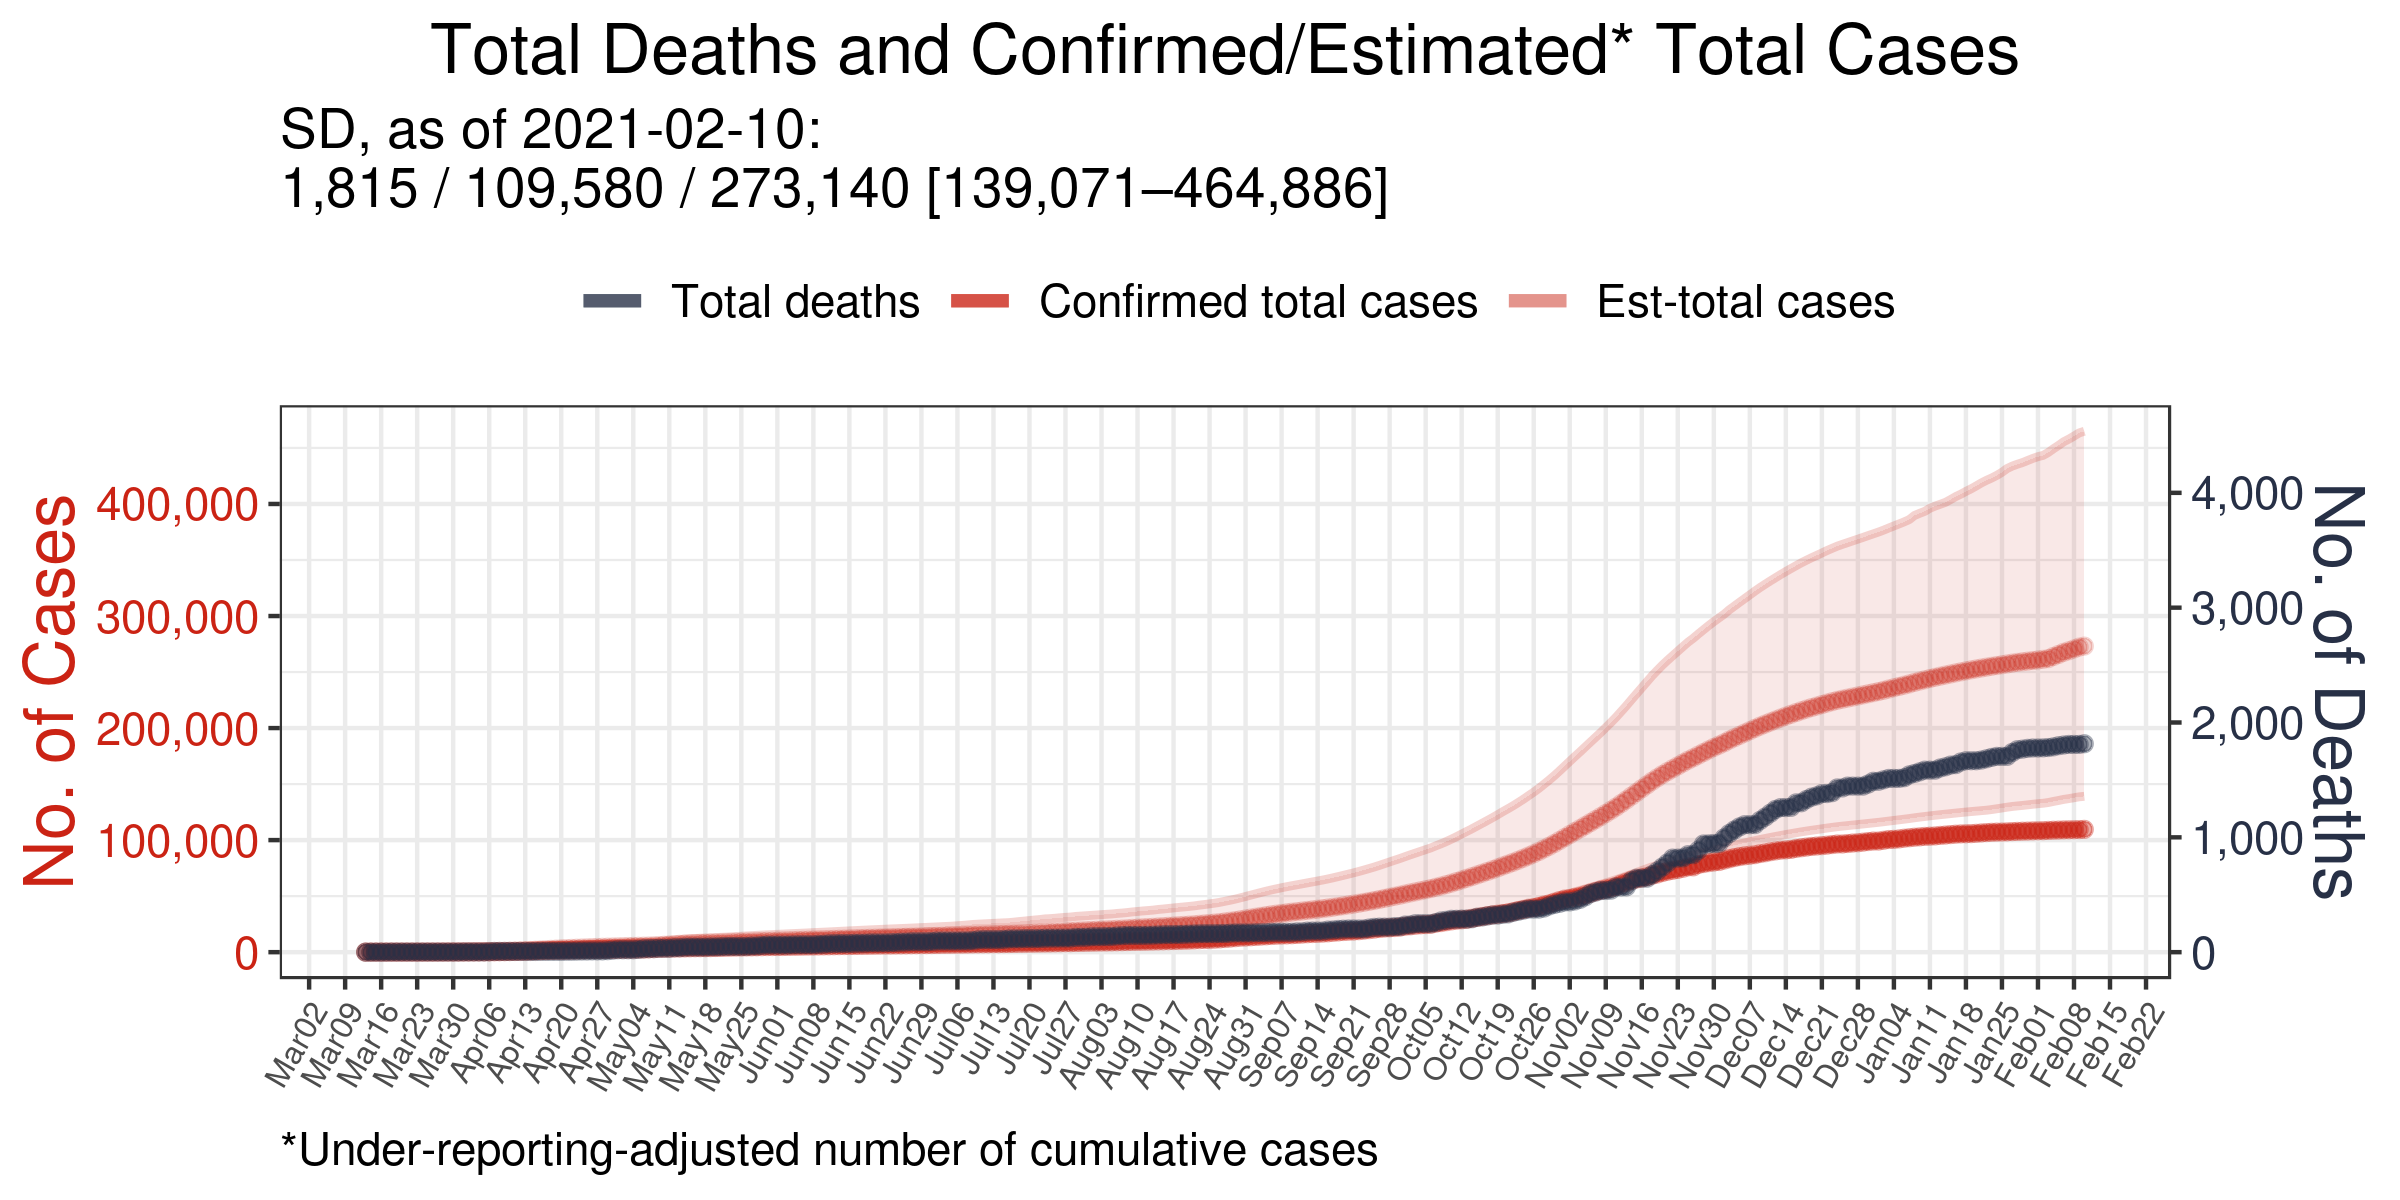 Total Deaths and Confirmed/Estimated* Total Cases
SD, as of 2021-02-10:
1,815 / 109,580 / 273,140 [139,071–464,886]
Total deaths
Confirmed total cases
Est-total cases
No. of Cases
400,000
300,000
200,000
100,000
0
4,000
3,000
2,000
1,000
0
No. of Deaths
Mar02
Mar09
Mar16
Mar23
Mar30
Apr06
Apr13
Apr20
Apr27
May04
May11
May18
May25
Jun01
Jun08
Jun15
Jun22
Jun29
Jul06
Jul13
Jul20
Jul27
Aug03
Aug10
Aug17
Aug24
Aug31
Sep07
Sep14
Sep21
Sep28
Oct05
Oct12
Oct19
Oct26
Nov02
Nov09
Nov16
Nov23
Nov30
Dec07
Dec14
Dec21
Dec28
Jan04
Jan11
Jan18
Jan25
Feb01
Feb08
Feb15
Feb22
*Under-reporting-adjusted number of cumulative cases